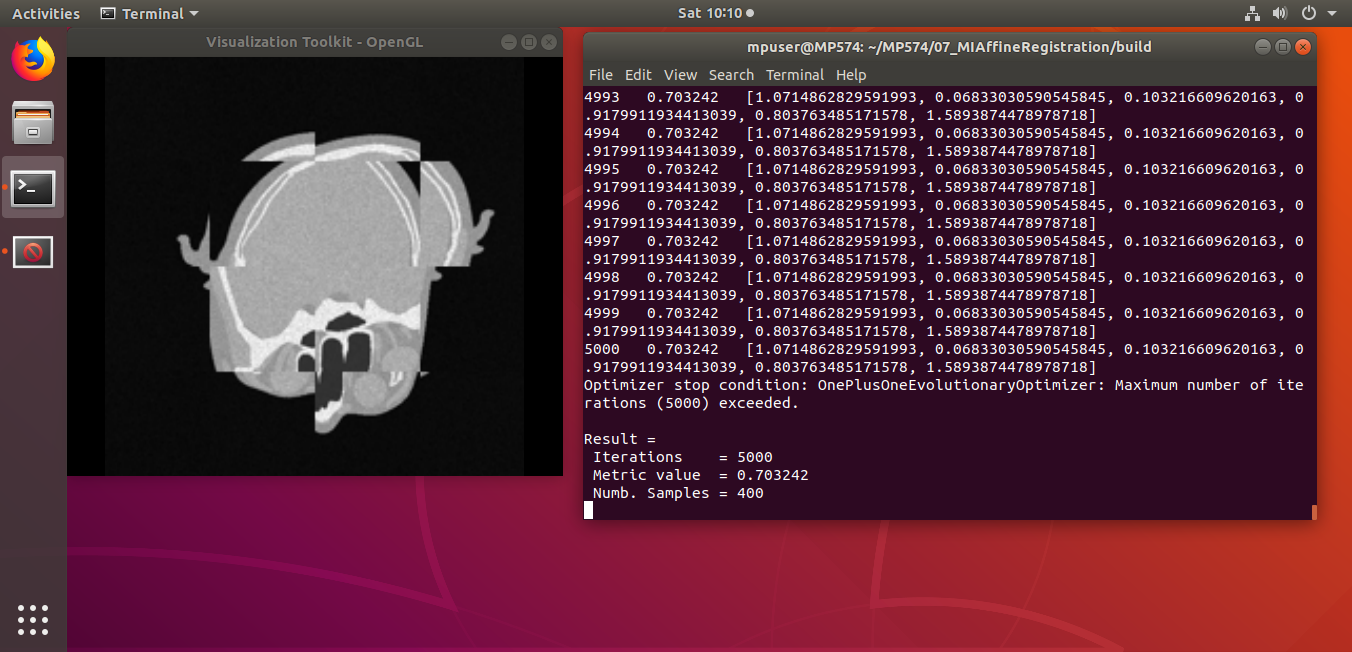 Activities Terminal Sat 10:10
Visualization Toolkit - OpenGL
mpuser@MP574: ~/MP574/07_MIAffineRegistration/build
File Edit View Search Terminal Help
4993   0.703242   [1.0714862829591993, 0.06833030590545845, 0.103216609620163, 0
.9179911934413039, 0.803763485171578, 1.5893874478978718]
4994   0.703242   [1.0714862829591993, 0.06833030590545845, 0.103216609620163, 0
.9179911934413039, 0.803763485171578, 1.5893874478978718]
4995   0.703242   [1.0714862829591993, 0.06833030590545845, 0.103216609620163, 0
.9179911934413039, 0.803763485171578, 1.5893874478978718]
4996   0.703242   [1.0714862829591993, 0.06833030590545845, 0.103216609620163, 0
.9179911934413039, 0.803763485171578, 1.5893874478978718]
4997   0.703242   [1.0714862829591993, 0.06833030590545845, 0.103216609620163, 0
.9179911934413039, 0.803763485171578, 1.5893874478978718]
4998   0.703242   [1.0714862829591993, 0.06833030590545845, 0.103216609620163, 0
.9179911934413039, 0.803763485171578, 1.5893874478978718]
4999   0.703242   [1.0714862829591993, 0.06833030590545845, 0.103216609620163, 0
.9179911934413039, 0.803763485171578, 1.5893874478978718]
5000   0.703242   [1.0714862829591993, 0.06833030590545845, 0.103216609620163, 0
.9179911934413039, 0.803763485171578, 1.5893874478978718]
Optimizer stop condition: OnePlusOneEvolutionaryOptimizer: Maximum number of ite
rations (5000) exceeded.
Result =
 Iterations    = 5000
 Metric value  = 0.703242
 Numb. Samples = 400